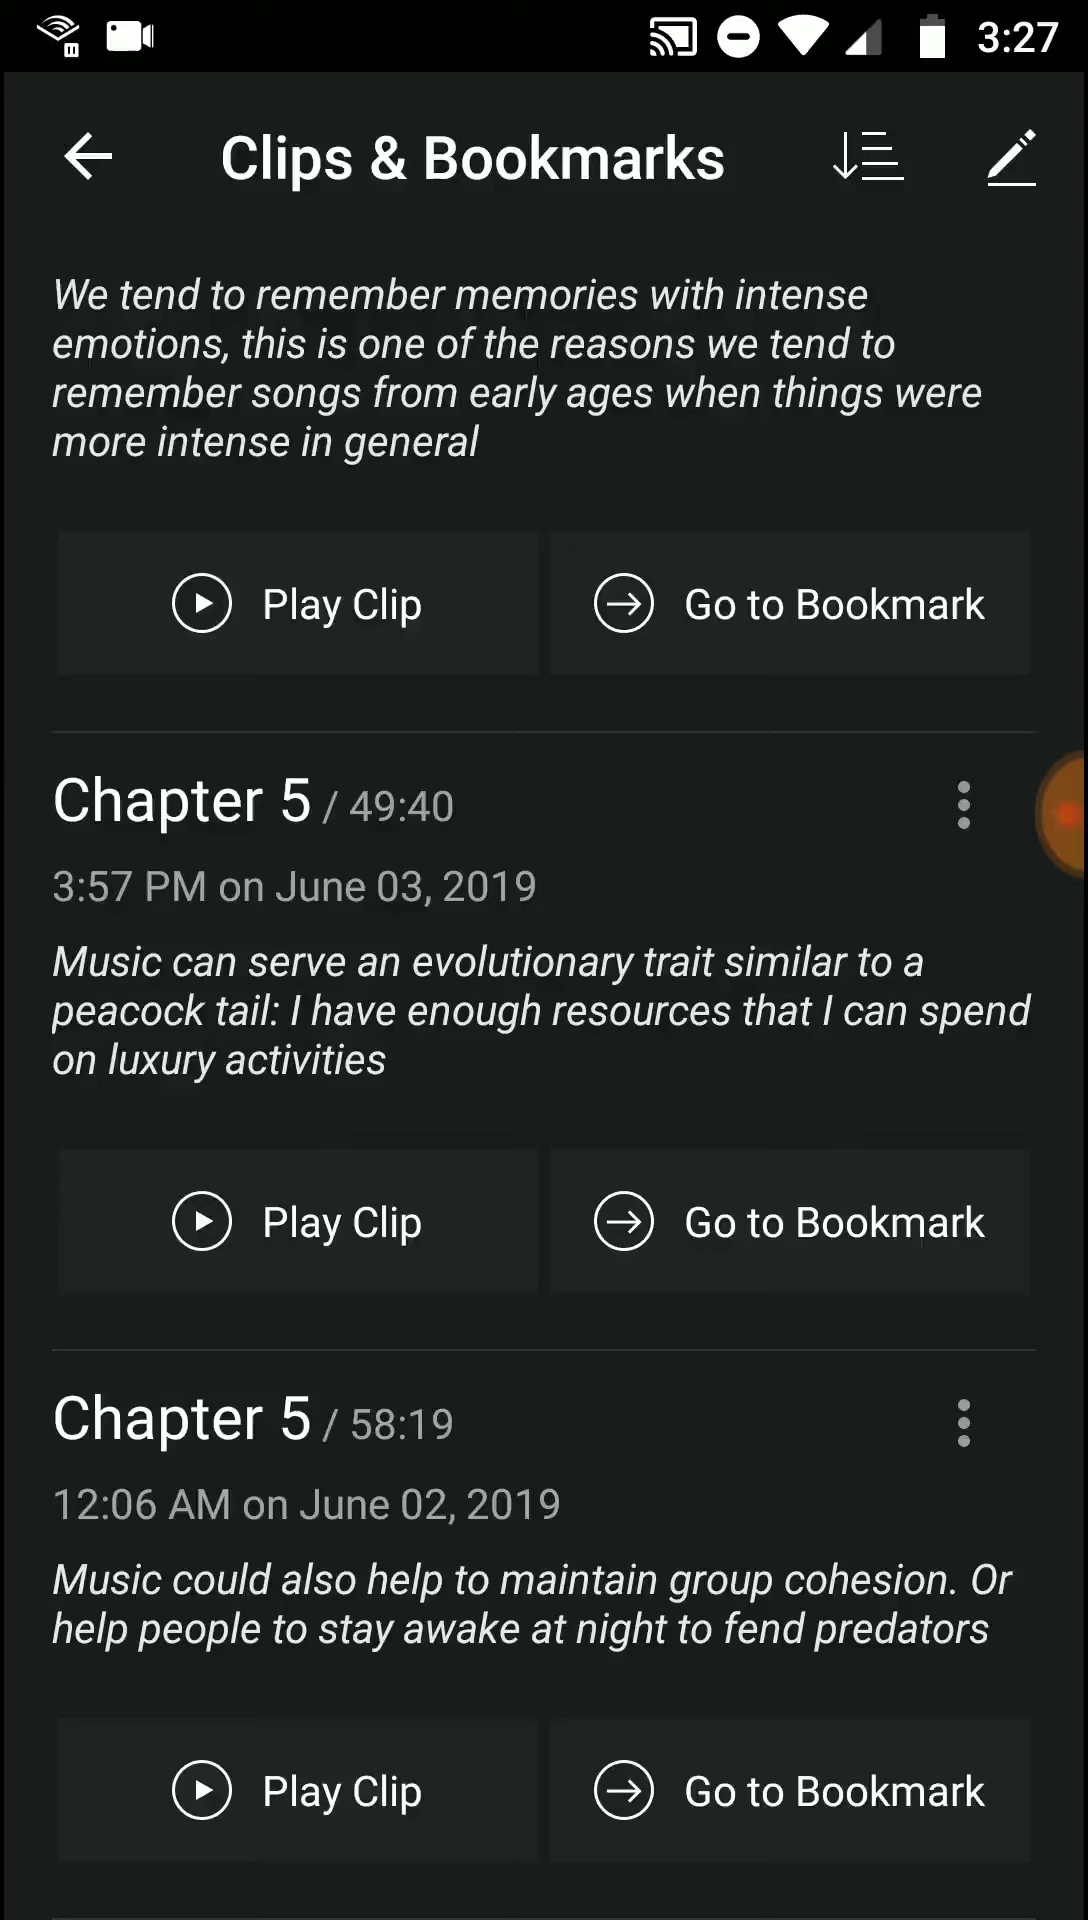 3:27
Clips & Bookmarks
We tend to remember memories with intense
emotions, this is one of the reasons we tend to
remember songs from early ages when things were
more intense in general
Play Clip
Go to Bookmark
Chapter 5 / 49:40
3:57 PM on June 03, 2019
Music can serve an evolutionary trait similar to a
peacock tail: I have enough resources that I can spend
on luxury activities
Play Clip
Go to Bookmark
Chapter 5 / 58:19
12:06 AM on June 02, 2019
Music could also help to maintain group cohesion. Or
help people to stay awake at night to fend predators
Play Clip
Go to Bookmark